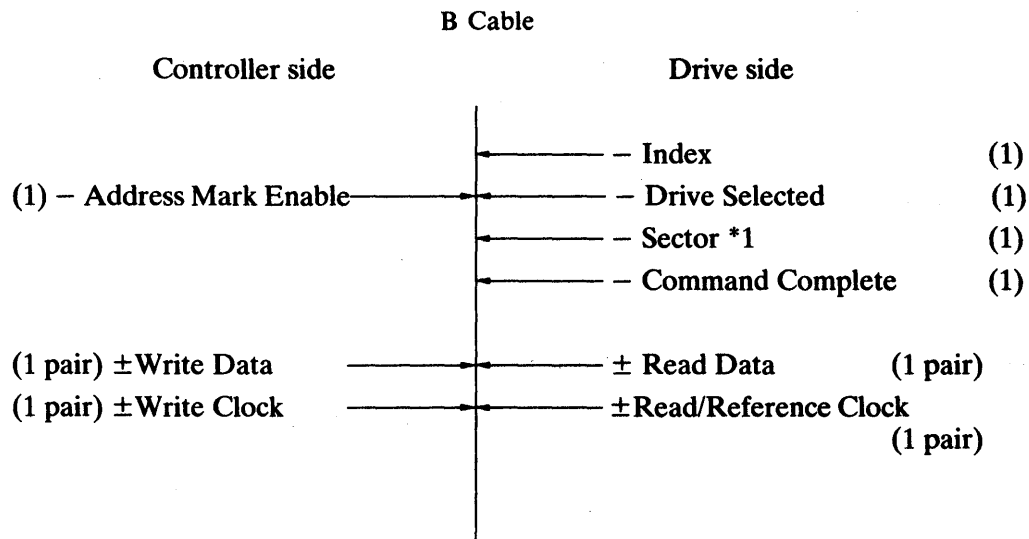 B Cable
Controller side Drive side
− Index (1)
(1) − Address Mark Enable − Drive Selected (1)
− Sector *1 (1)
− Command Complete (1)
(1 pair) ±Write Data ± Read Data (1 pair)
(1 pair) ±Write Clock ±Read/Reference Clock
(1 pair)